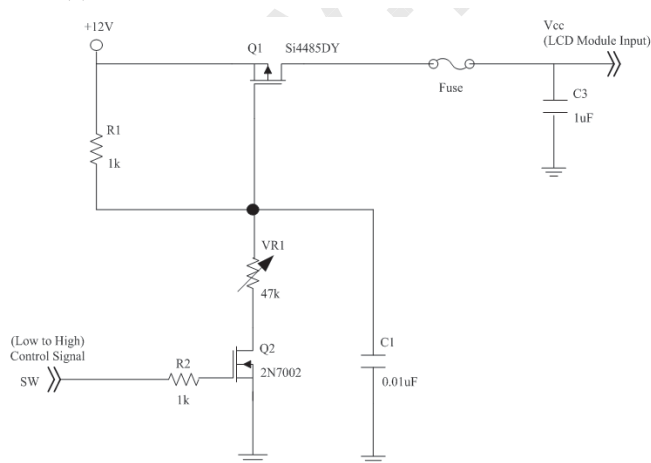 +12V
Q1
Si4485DY
Vcc
(LCD Module Input)
Fuse
C3
1uF
R1
1k
VR1
47k
(Low to High)
Control Signal
SW
R2
1k
Q2
2N7002
C1
0.01uF